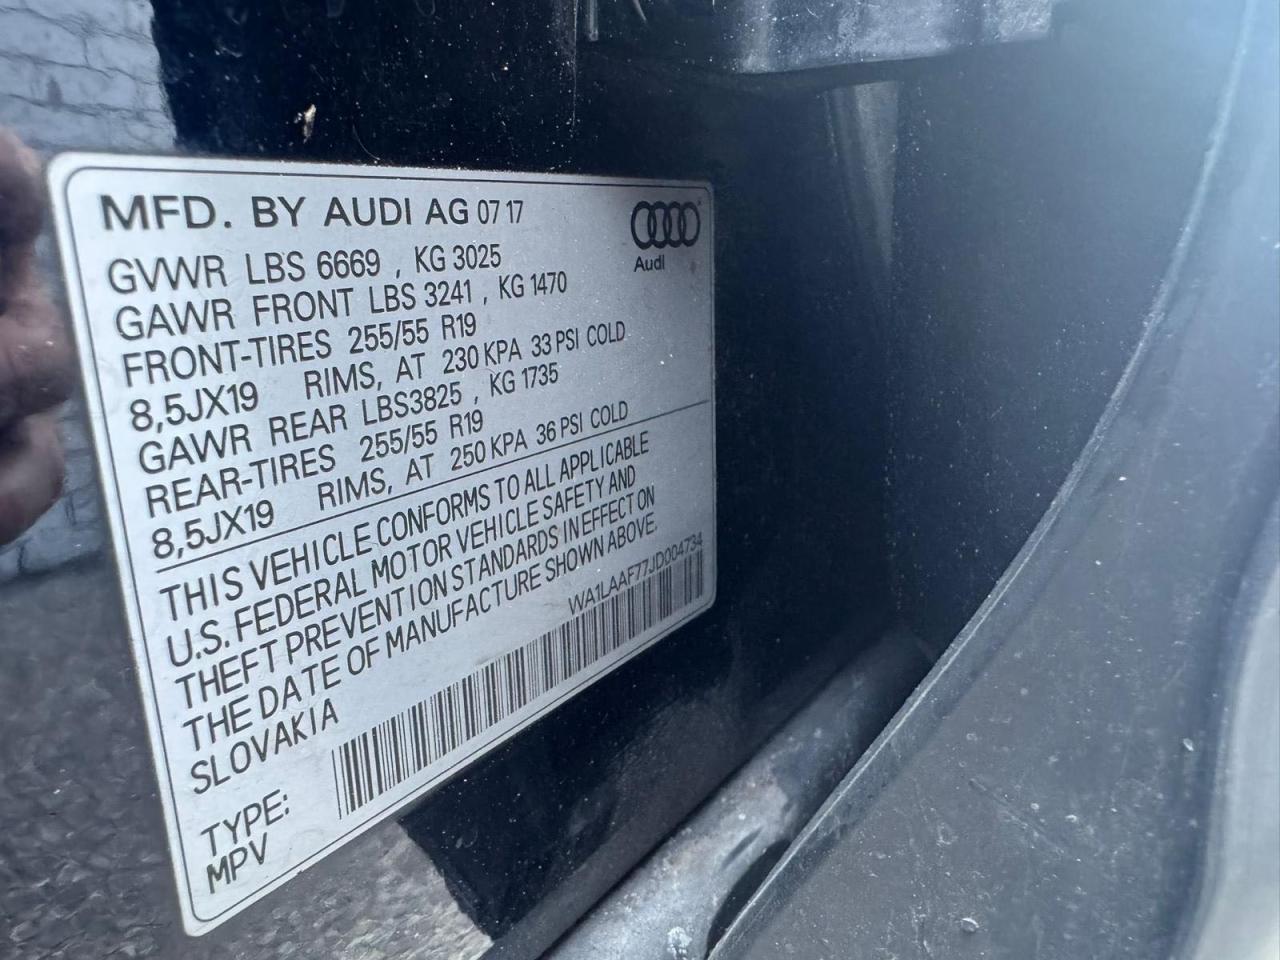 MFD. BY AUDI AG 07 17
Audi
GVWR LBS 6669 , KG 3025
GAWR FRONT LBS 3241 , KG 1470
FRONT-TIRES 255/55 R19
8,5JX19 RIMS, AT 230 KPA 33 PSI COLD
GAWR REAR LBS3825 , KG 1735
REAR-TIRES 255/55 R19
8,5JX19 RIMS, AT 250 KPA 36 PSI COLD
THIS VEHICLE CONFORMS TO ALL APPLICABLE
U.S. FEDERAL MOTOR VEHICLE SAFETY AND
THEFT PREVENTION STANDARDS IN EFFECT ON
THE DATE OF MANUFACTURE SHOWN ABOVE.
SLOVAKIA
WA1LAAF77JD004734
TYPE:
MPV